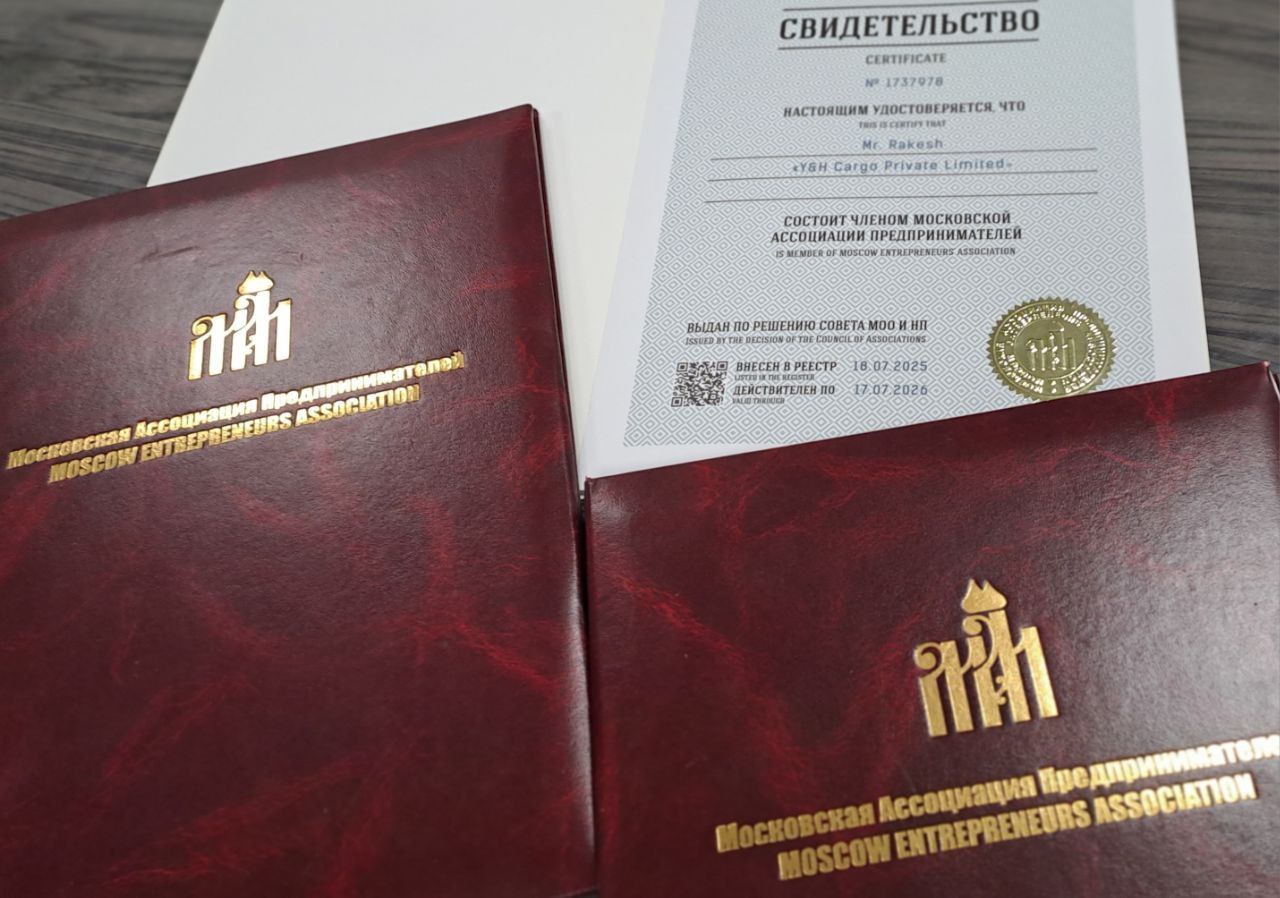 СВИДЕТЕЛЬСТВО
CERTIFICATE
№ 1737978
НАСТОЯЩИМ УДОСТОВЕРЯЕТСЯ, ЧТО
THIS IS CERTIFY THAT
Mr. Rakesh
«Y&H Cargo Private Limited»
СОСТОИТ ЧЛЕНОМ МОСКОВСКОЙ
АССОЦИАЦИИ ПРЕДПРИНИМАТЕЛЕЙ
IS MEMBER OF MOSCOW ENTREPRENEURS ASSOCIATION
ВЫДАН ПО РЕШЕНИЮ СОВЕТА МОО И НП
ISSUED BY THE DECISION OF THE COUNCIL OF ASSOCIATIONS
ВНЕСЕН В РЕЕСТР 18.07.2025
LISTED IN THE REGISTER
ДЕЙСТВИТЕЛЕН ПО 17.07.2026
VALID THROUGH
Московская Ассоциация Предпринимателей
MOSCOW ENTREPRENEURS ASSOCIATION
Московская Ассоциация Предпринимате
MOSCOW ENTREPRENEURS ASSOCIATION